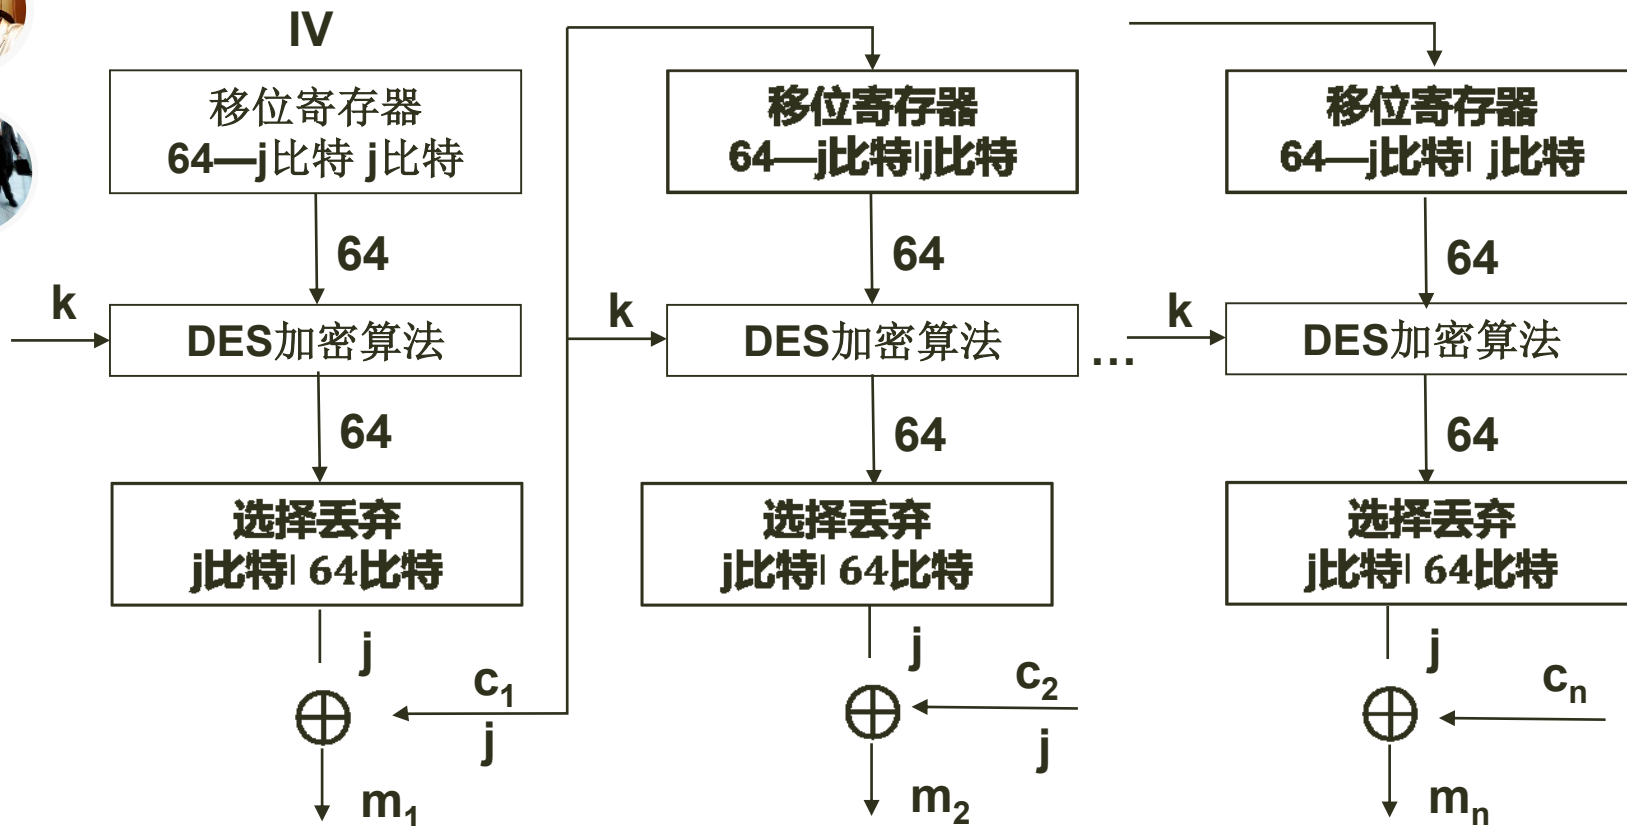 IV
移位寄存器
64—j比特 j比特
移位寄存器
64—j比特|j比特
移位寄存器
64—j比特| j比特
64
64
64
k
DES加密算法
k
DES加密算法
...
k
DES加密算法
64
64
64
选择丢弃
j比特| 64比特
选择丢弃
j比特| 64比特
选择丢弃
j比特| 64比特
j
c₁
j
j
c₂
j
j
cₙ
m₁
m₂
mₙ